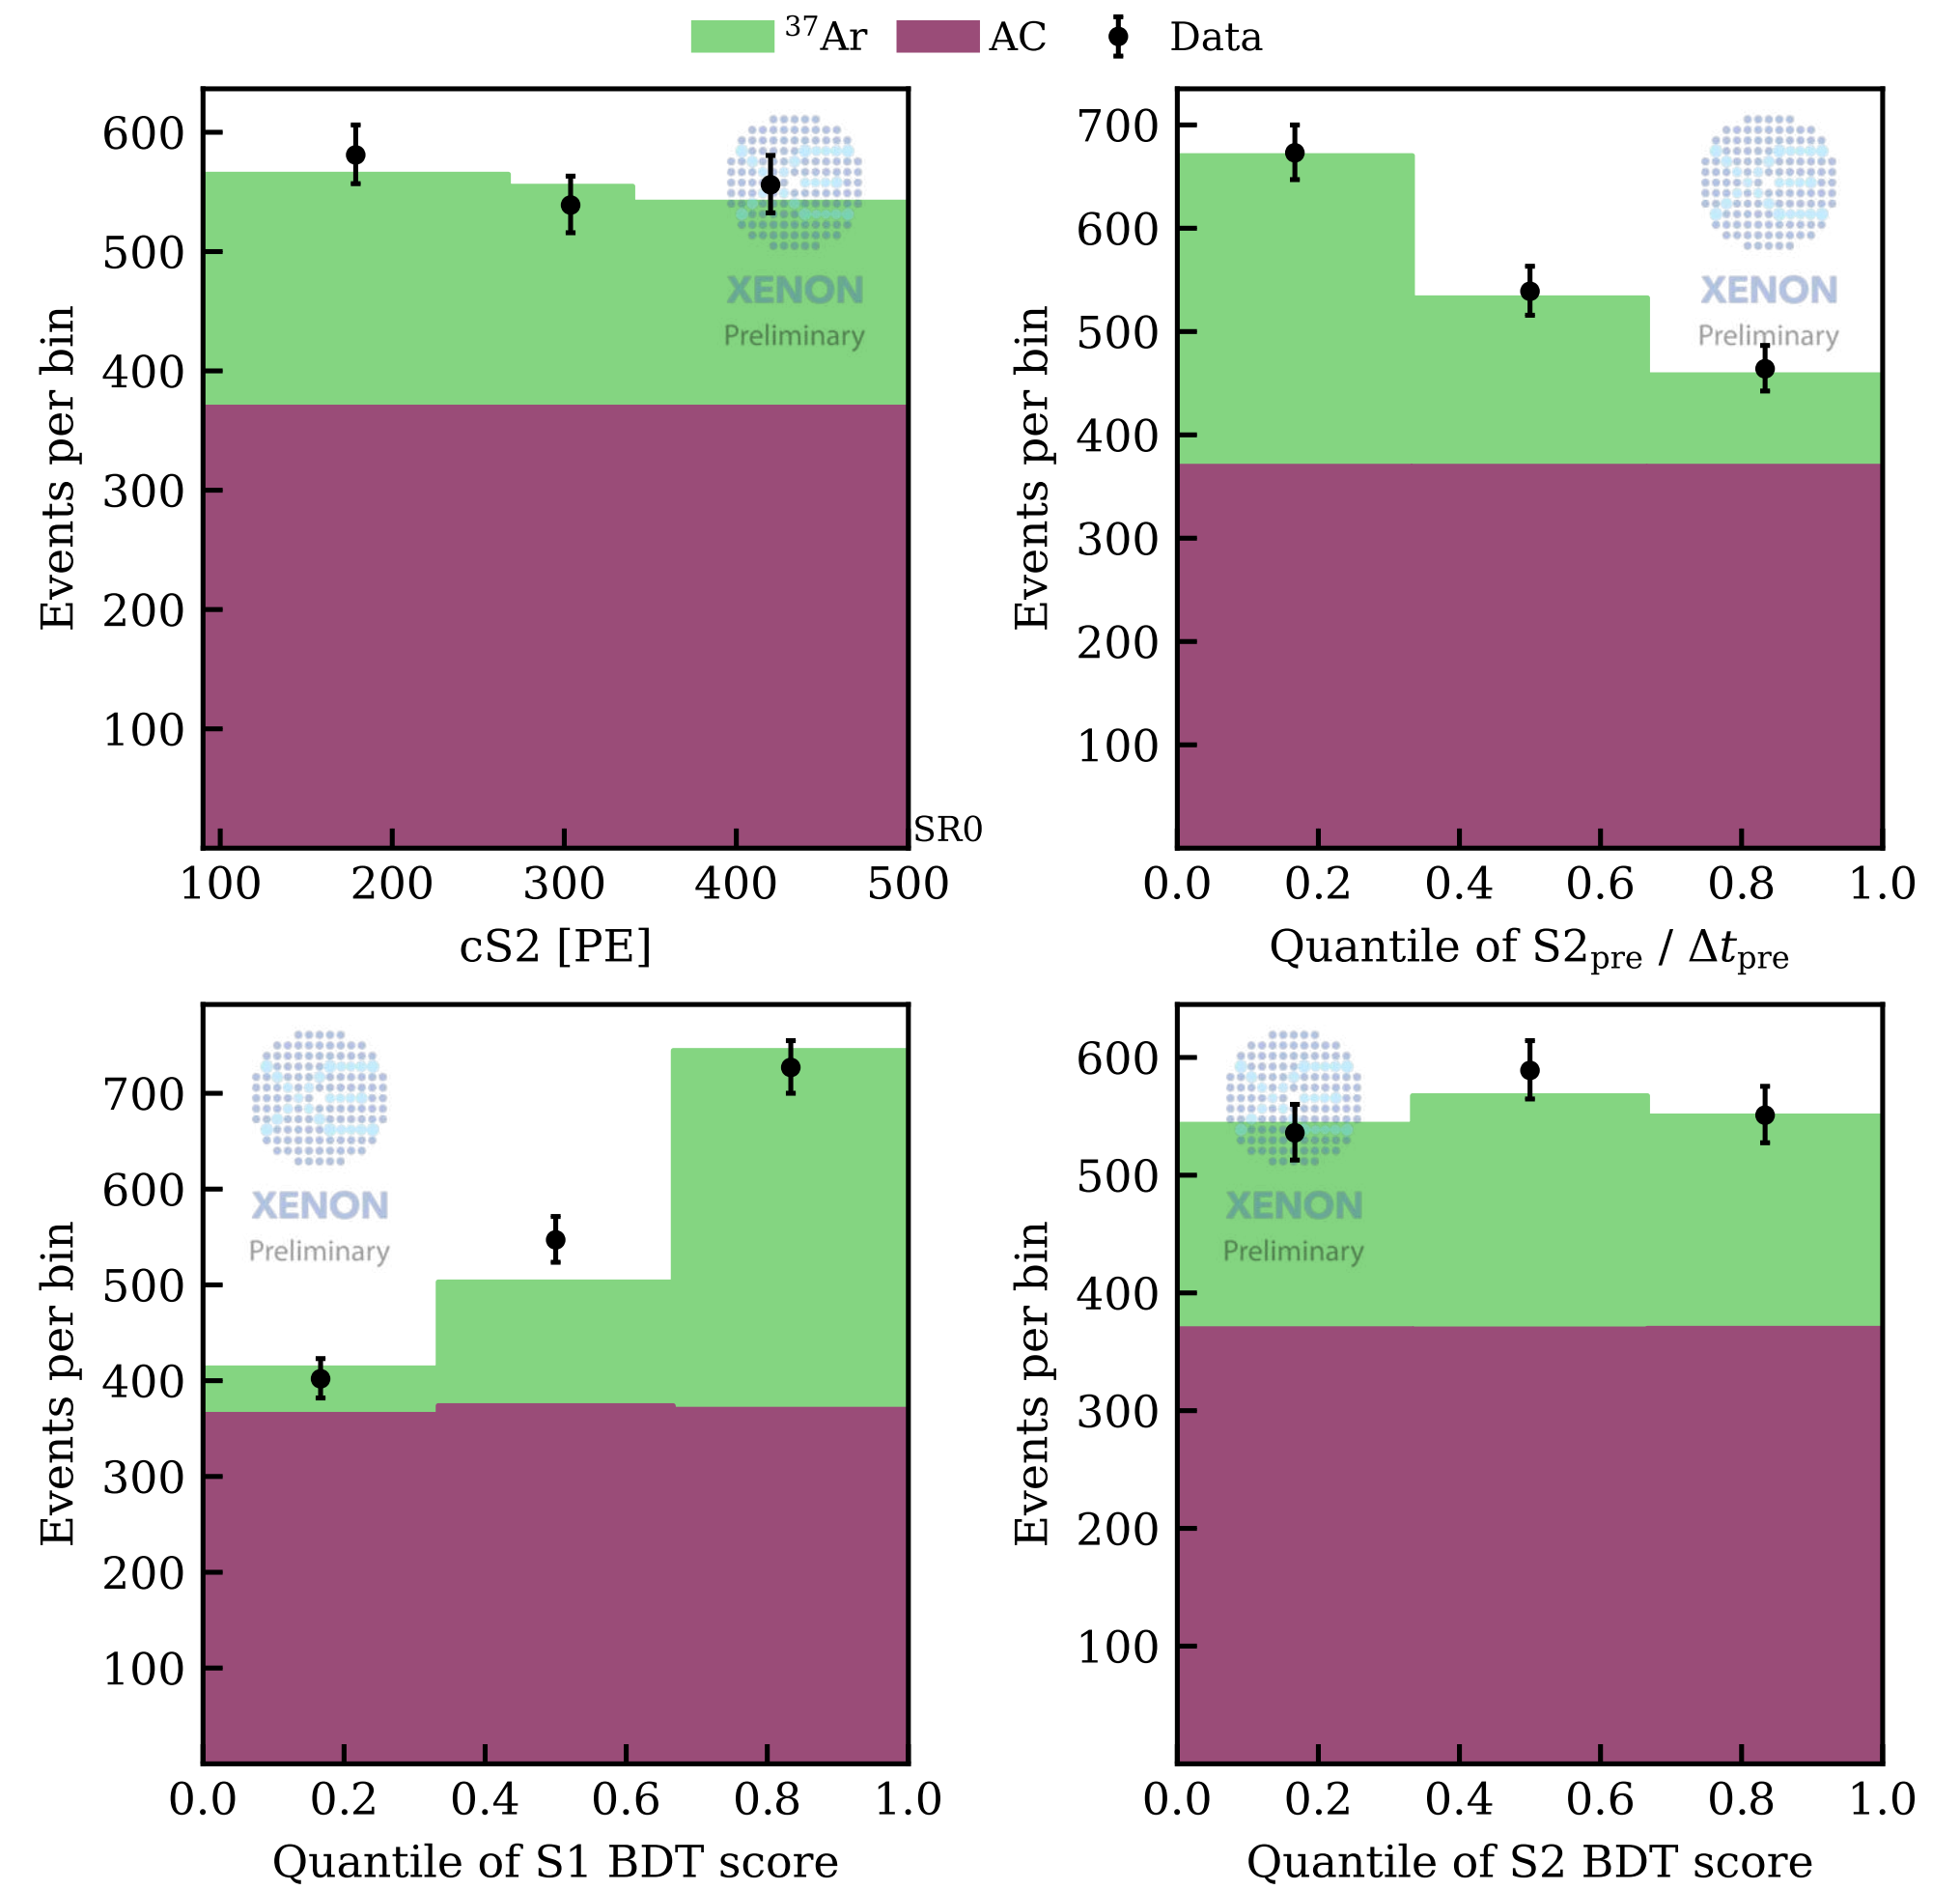 ³⁷Ar AC Data
600
500
400
300
200
100
Events per bin
XENON
Preliminary
SR0
100 200 300 400 500
cS2 [PE]
700
600
500
400
300
200
100
Events per bin
XENON
Preliminary
0.0 0.2 0.4 0.6 0.8 1.0
Quantile of S2pre / Δtpre
700
600
500
400
300
200
100
Events per bin
XENON
Preliminary
0.0 0.2 0.4 0.6 0.8 1.0
Quantile of S1 BDT score
600
500
400
300
200
100
Events per bin
XENON
Preliminary
0.0 0.2 0.4 0.6 0.8 1.0
Quantile of S2 BDT score